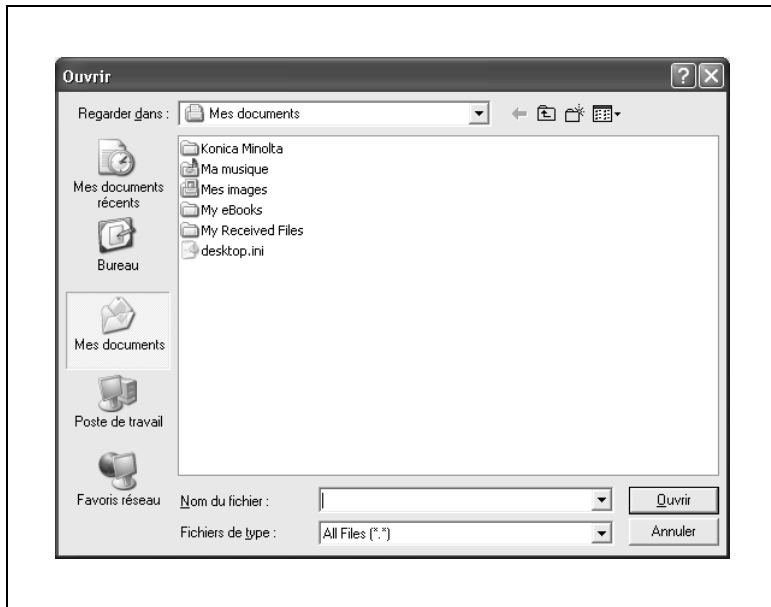 Ouvrir
Regarder dans :
Mes documents
Konica Minolta
Ma musique
Mes images
My eBooks
My Received Files
desktop.ini
Mes documents
récents
Bureau
Mes documents
Poste de travail
Favoris réseau
Nom du fichier :
Ouvrir
Fichiers de type :
All Files (*.*)
Annuler